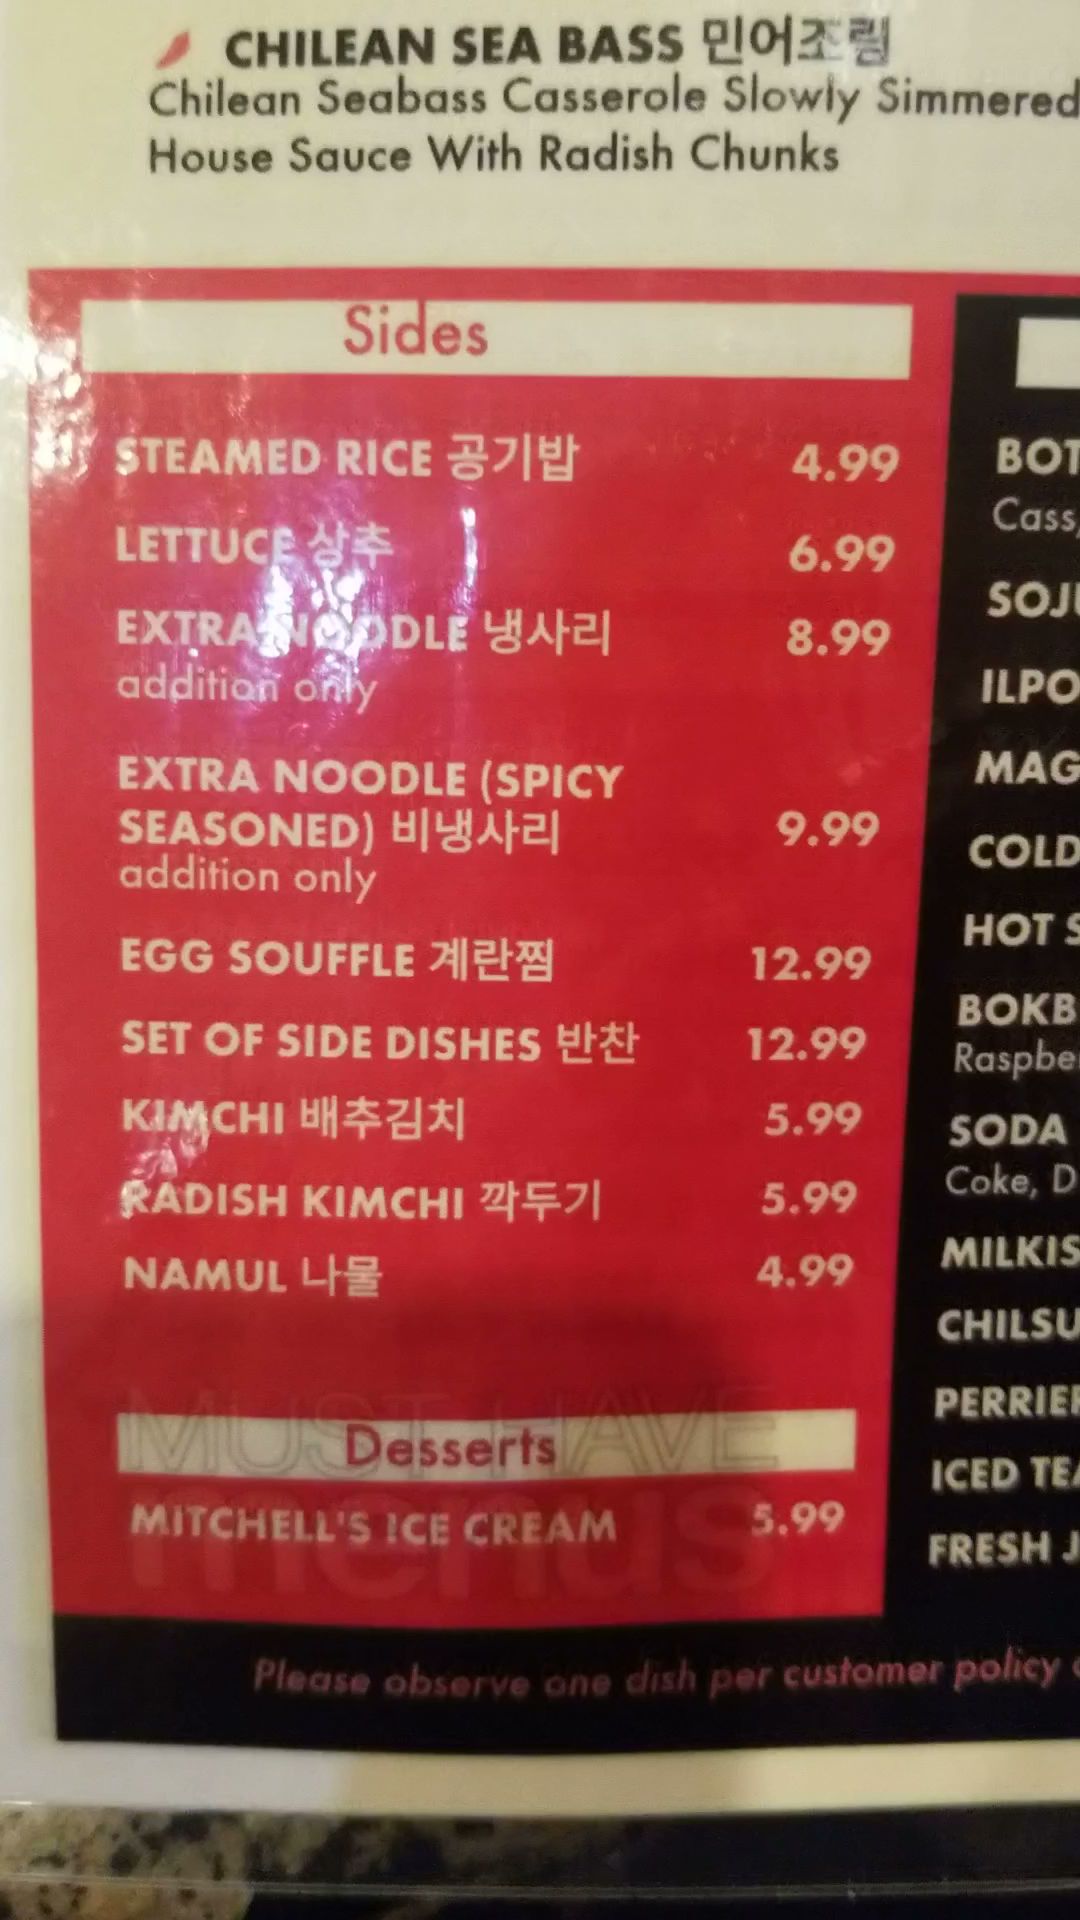 CHILEAN SEA BASS 민어조림
Chilean Seabass Casserole Slowly Simmered
House Sauce With Radish Chunks
Sides
STEAMED RICE 공기밥 4.99
LETTUCE 상추 6.99
EXTRA NOODLE 냉사리 8.99
addition only
EXTRA NOODLE (SPICY
SEASONED) 비냉사리 9.99
addition only
EGG SOUFFLE 계란찜 12.99
SET OF SIDE DISHES 반찬 12.99
KIMCHI 배추김치 5.99
RADISH KIMCHI 깍두기 5.99
NAMUL 나물 4.99
MUST HAVE
Desserts
menus
MITCHELL'S ICE CREAM 5.99
BOT
Cass,
SOJU
ILPO
MAG
COLD
HOT S
BOKB
Raspber
SODA
Coke, D
MILKIS
CHILSU
PERRIER
ICED TEA
FRESH J
Please observe one dish per customer policy